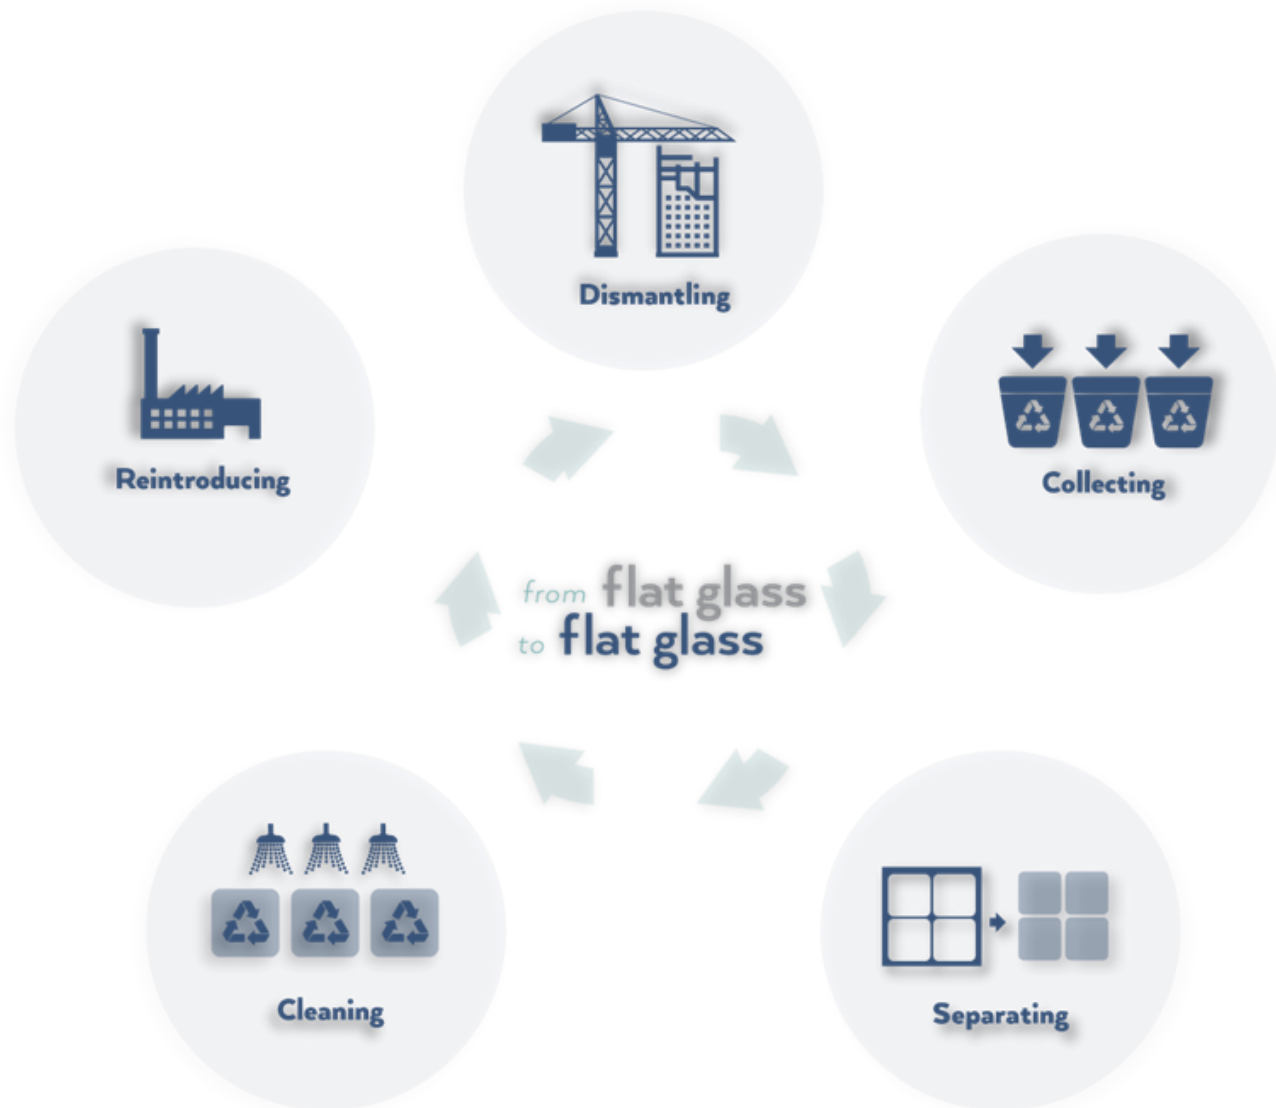 Dismantling
Collecting
Reintroducing
from flat glass
to flat glass
Cleaning
Separating